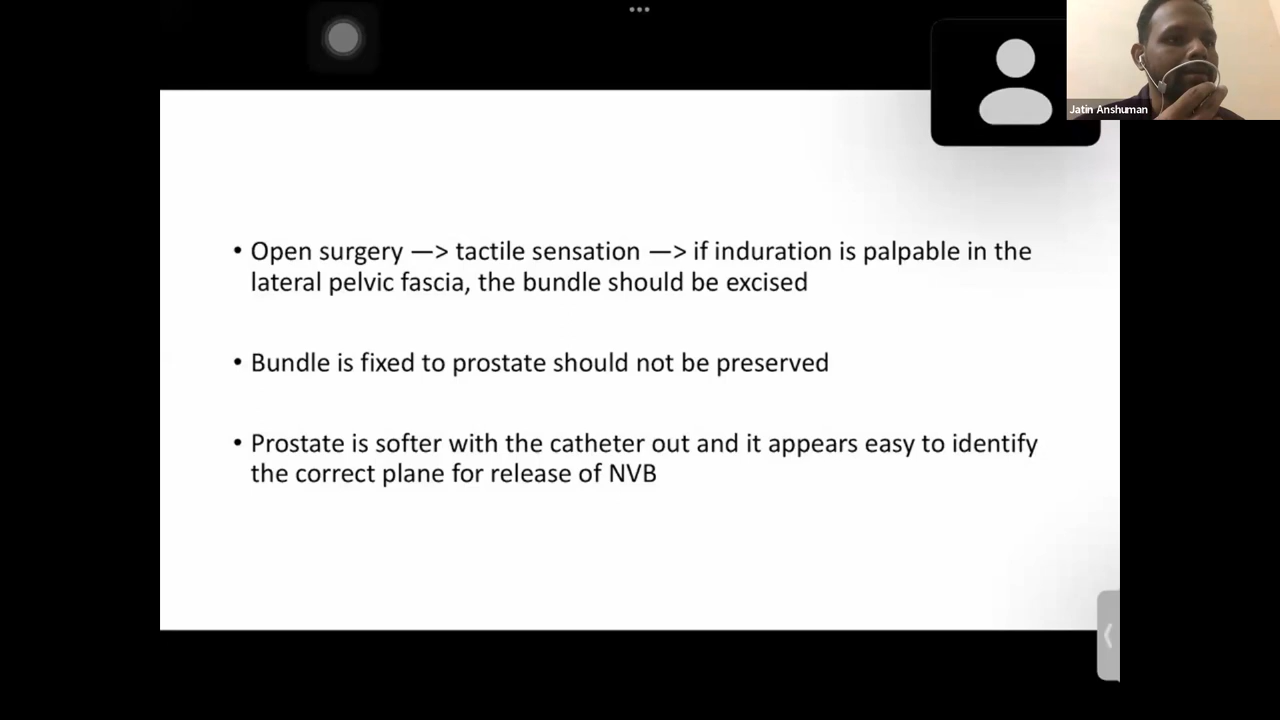 Jatin Anshuman
• Open surgery —> tactile sensation —> if induration is palpable in the
lateral pelvic fascia, the bundle should be excised
• Bundle is fixed to prostate should not be preserved
• Prostate is softer with the catheter out and it appears easy to identify
the correct plane for release of NVB